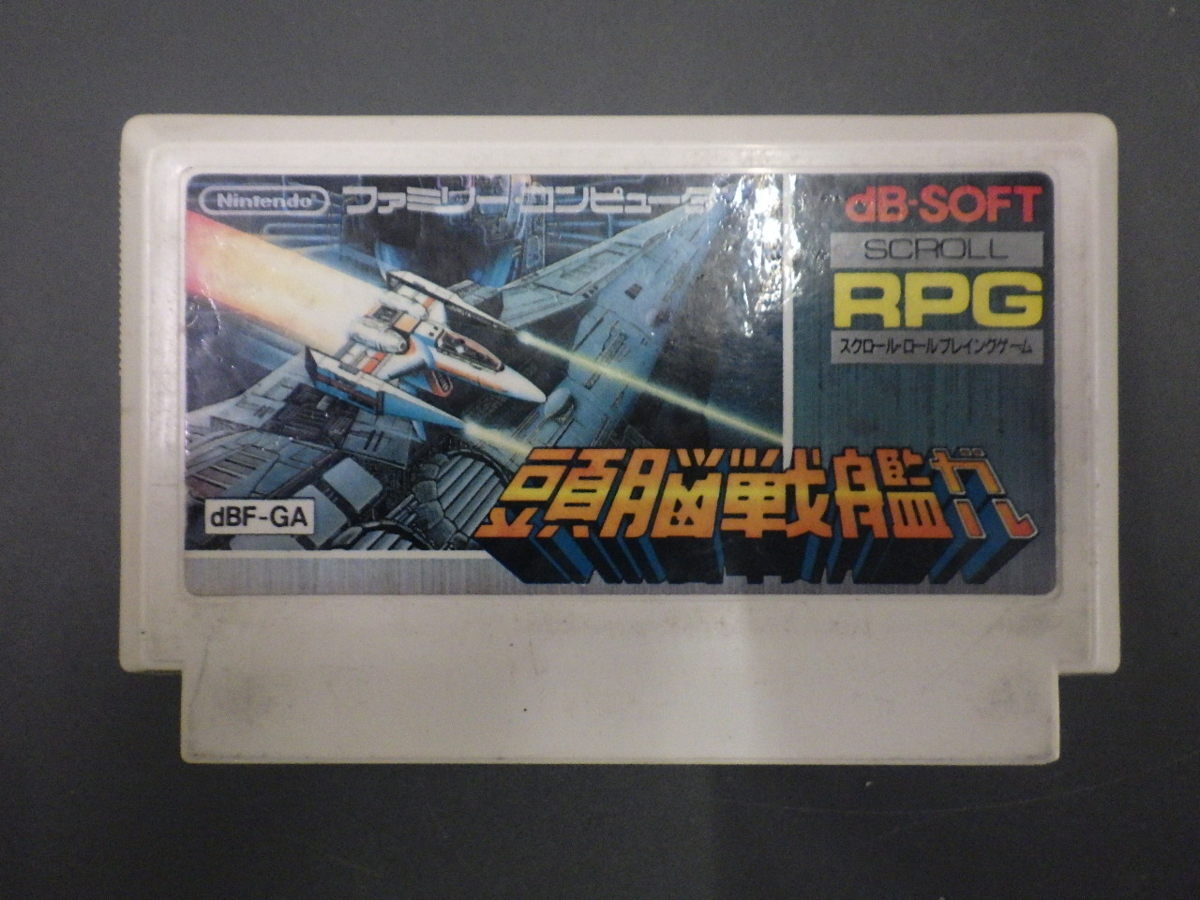 Nintendo ファミリーコンピュータ
dB-SOFT
SCROLL
RPG
スクロール・ロールプレイングゲーム
頭脳戦艦ガル
dBF-GA